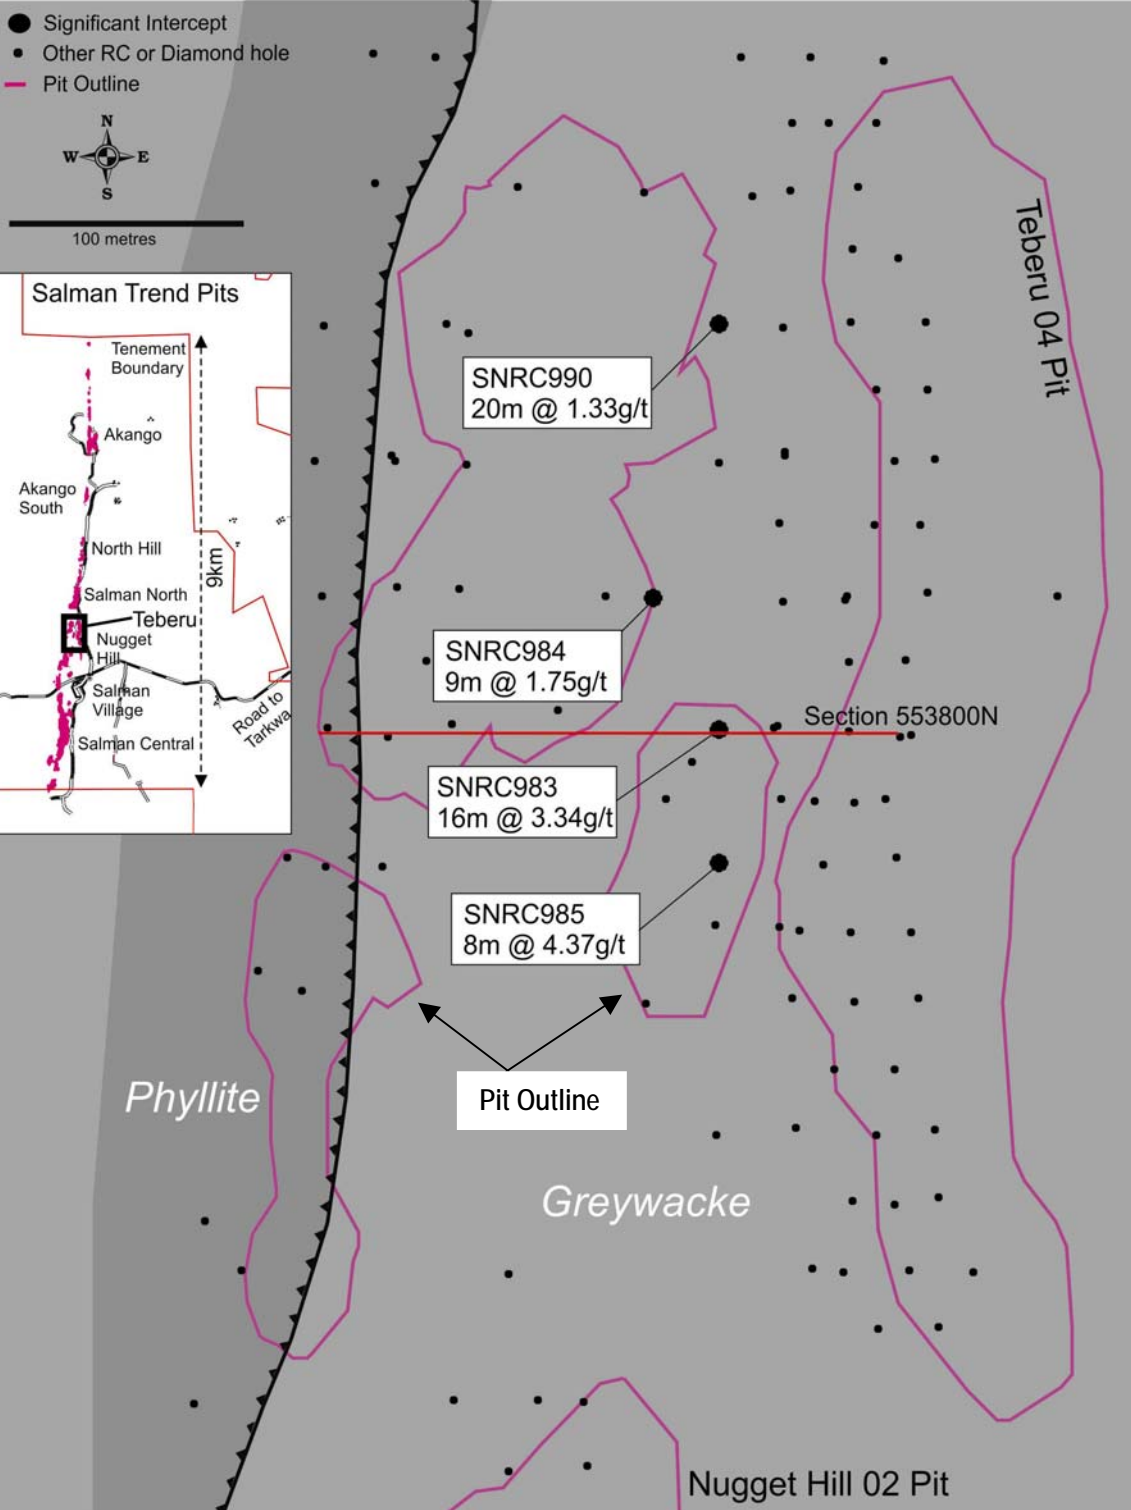 Significant Intercept
Other RC or Diamond hole
Pit Outline
N
W E
S
100 metres
Salman Trend Pits
Tenement
Boundary
Akango
Akango
South
North Hill
9km
Salman North
Teberu
Nugget
Hill
Salman
Village
Road to
Tarkwa
Salman Central
Teberu 04 Pit
SNRC990
20m @ 1.33g/t
SNRC984
9m @ 1.75g/t
Section 553800N
SNRC983
16m @ 3.34g/t
SNRC985
8m @ 4.37g/t
Pit Outline
Phyllite
Greywacke
Nugget Hill 02 Pit